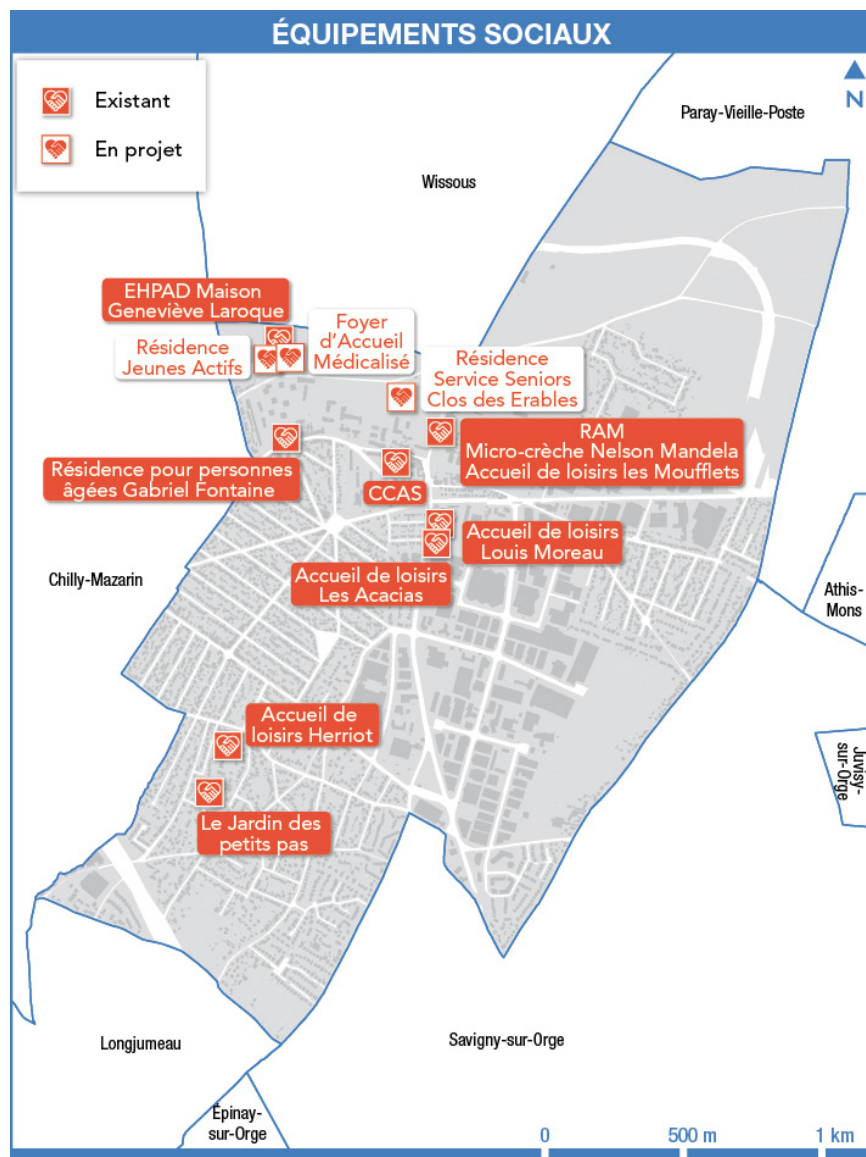 ÉQUIPEMENTS SOCIAUX
Existant
En projet
N
Paray-Vieille-Poste
Wissous
EHPAD Maison
Geneviève Laroque
Foyer
d'Accueil
Médicalisé
Résidence
Jeunes Actifs
Résidence
Service Seniors
Clos des Erables
RAM
Micro-crèche Nelson Mandela
Accueil de loisirs les Moufflets
Résidence pour personnes
âgées Gabriel Fontaine
CCAS
Accueil de loisirs
Louis Moreau
Accueil de loisirs
Les Acacias
Chilly-Mazarin
Athis-
Mons
Accueil de
loisirs Herriot
Juvisy-
sur-Orge
Le Jardin des
petits pas
Longjumeau
Savigny-sur-Orge
Épinay-
sur-Orge
0 500 m 1 km